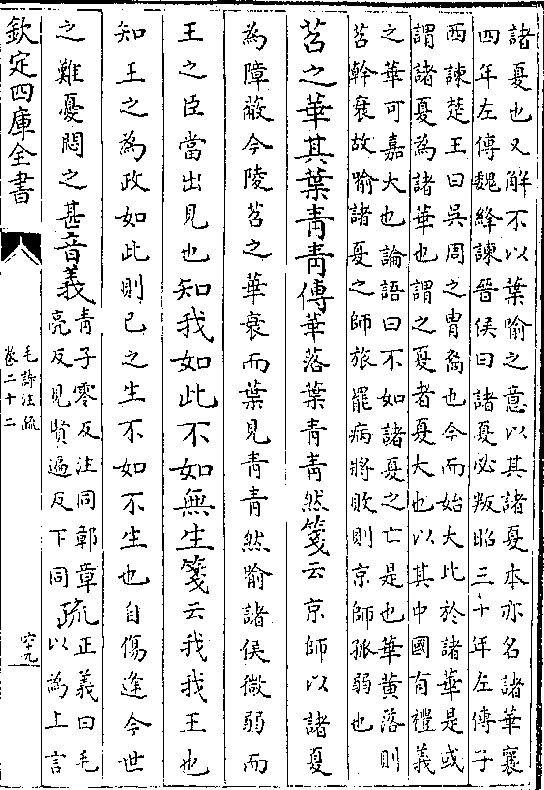 諸夏也又解不以葉喻之意以其諸夏本亦名諸華襄
四年左傳魏絳諫晉侯曰諸夏必叛昭三十年左傳子
西諫楚王曰吳周之胄裔也今而始大比於諸華是或
謂諸夏為諸華也謂之夏者夏大也以其中國有禮義
之華可嘉大也論語曰不如諸夏之亡是也華黄落則
苕幹衰故喻諸夏之師旅罷病將敗則京師孤弱也
苕之華其葉青青傳華落葉青青然箋云京師以諸夏
為障蔽今陵苕之華衰而葉見青青然喻諸侯微弱而
王之臣當出見也知我如此不如無生箋云我我王也
知王之為政如此則已之生不如不生也自傷逢今世
之難憂悶之甚音義
青子零反注同鄣章
亮反見賢遍反下同
疏
正義曰毛
以為上言
欽定四庫全書
毛詩注疏
卷二十二
六十九